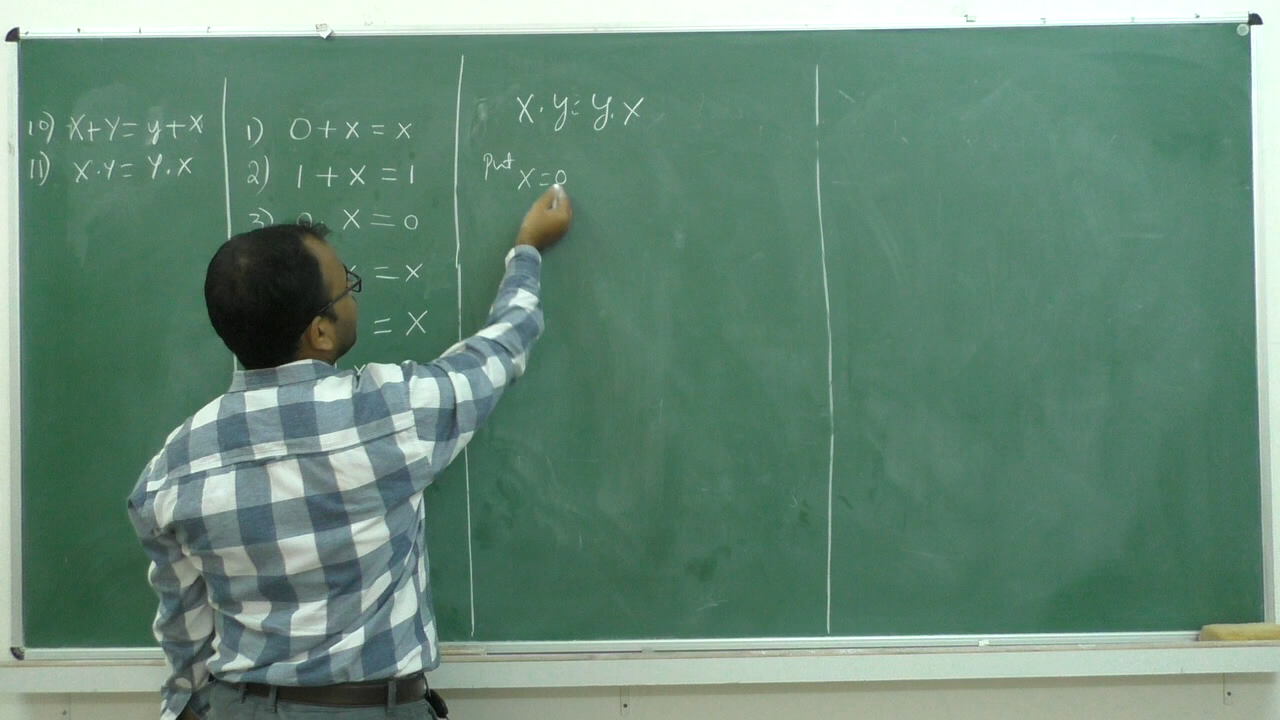 10) X+Y=y+X
11) X·Y=Y.X
1) 0+x=x
2) 1+x=1
3) 0. X=0
=x
=X
X·Y=Y.X
Put X=0